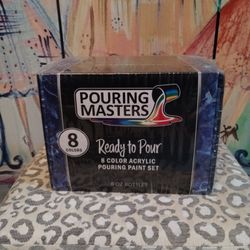 POURING
MASTERS
8
COLORS
Ready to Pour
8 COLOR ACRYLIC
POURING PAINT SET
8 OZ BOTTLES